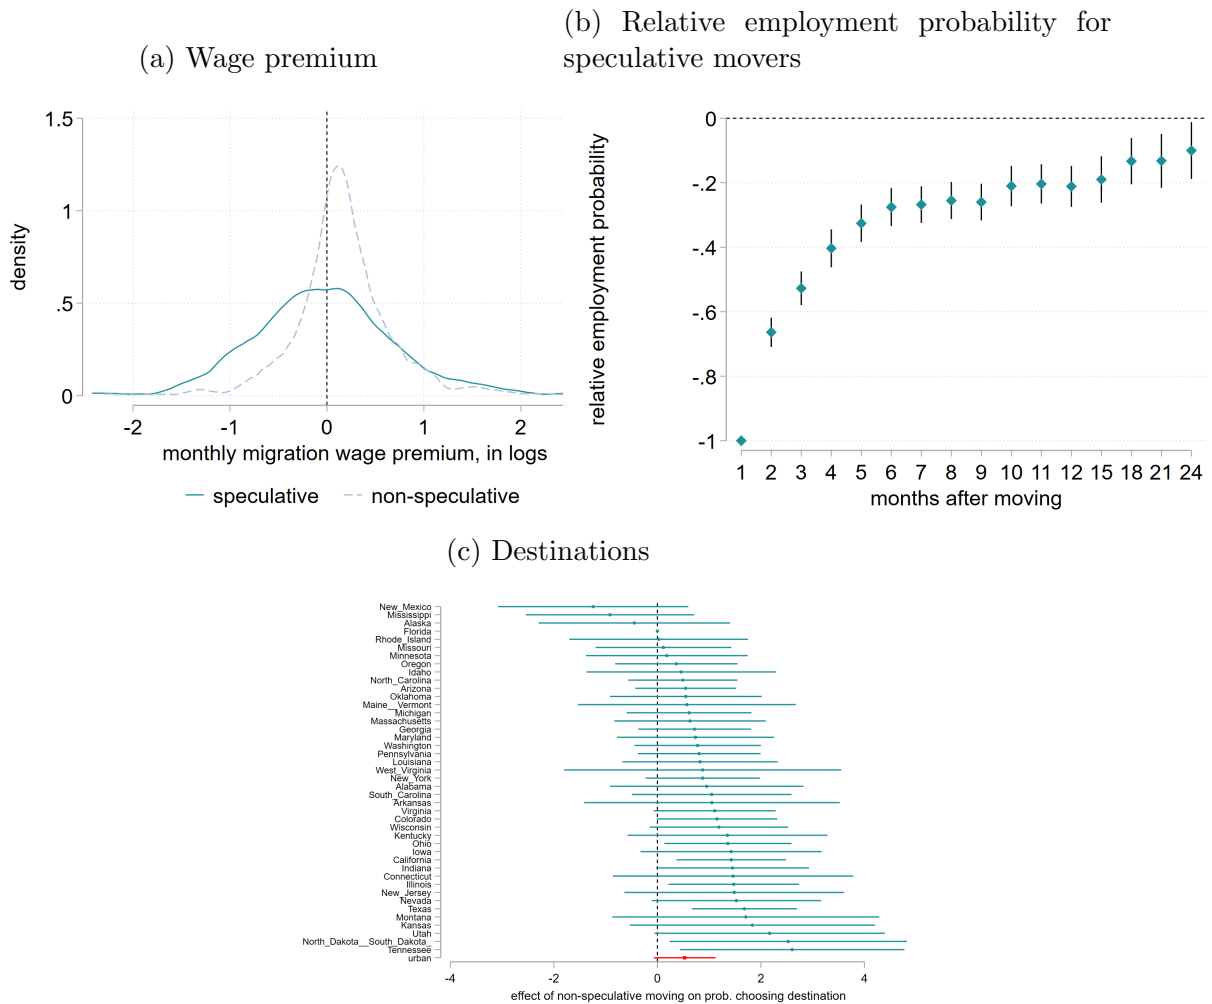 (a) Wage premium
(b) Relative employment probability for
speculative movers
1.5
1
.5
0
density
-2 -1 0 1 2
monthly migration wage premium, in logs
speculative non-speculative
0
-.2
-.4
-.6
-.8
-1
relative employment probability
1 2 3 4 5 6 7 8 9 10 11 12 15 18 21 24
months after moving
(c) Destinations
New_Mexico
Mississippi
Alaska
Florida
Rhode_Island
Missouri
Minnesota
Oregon
Idaho
North_Carolina
Arizona
Oklahoma
Maine__Vermont
Michigan
Massachusetts
Georgia
Maryland
Washington
Pennsylvania
Louisiana
West_Virginia
New_York
Alabama
South_Carolina
Arkansas
Virginia
Colorado
Wisconsin
Kentucky
Ohio
Iowa
California
Indiana
Connecticut
Illinois
New_Jersey
Nevada
Texas
Montana
Kansas
Utah
North_Dakota__South_Dakota_
Tennessee
urban
-4 -2 0 2 4
effect of non-speculative moving on prob. choosing destination